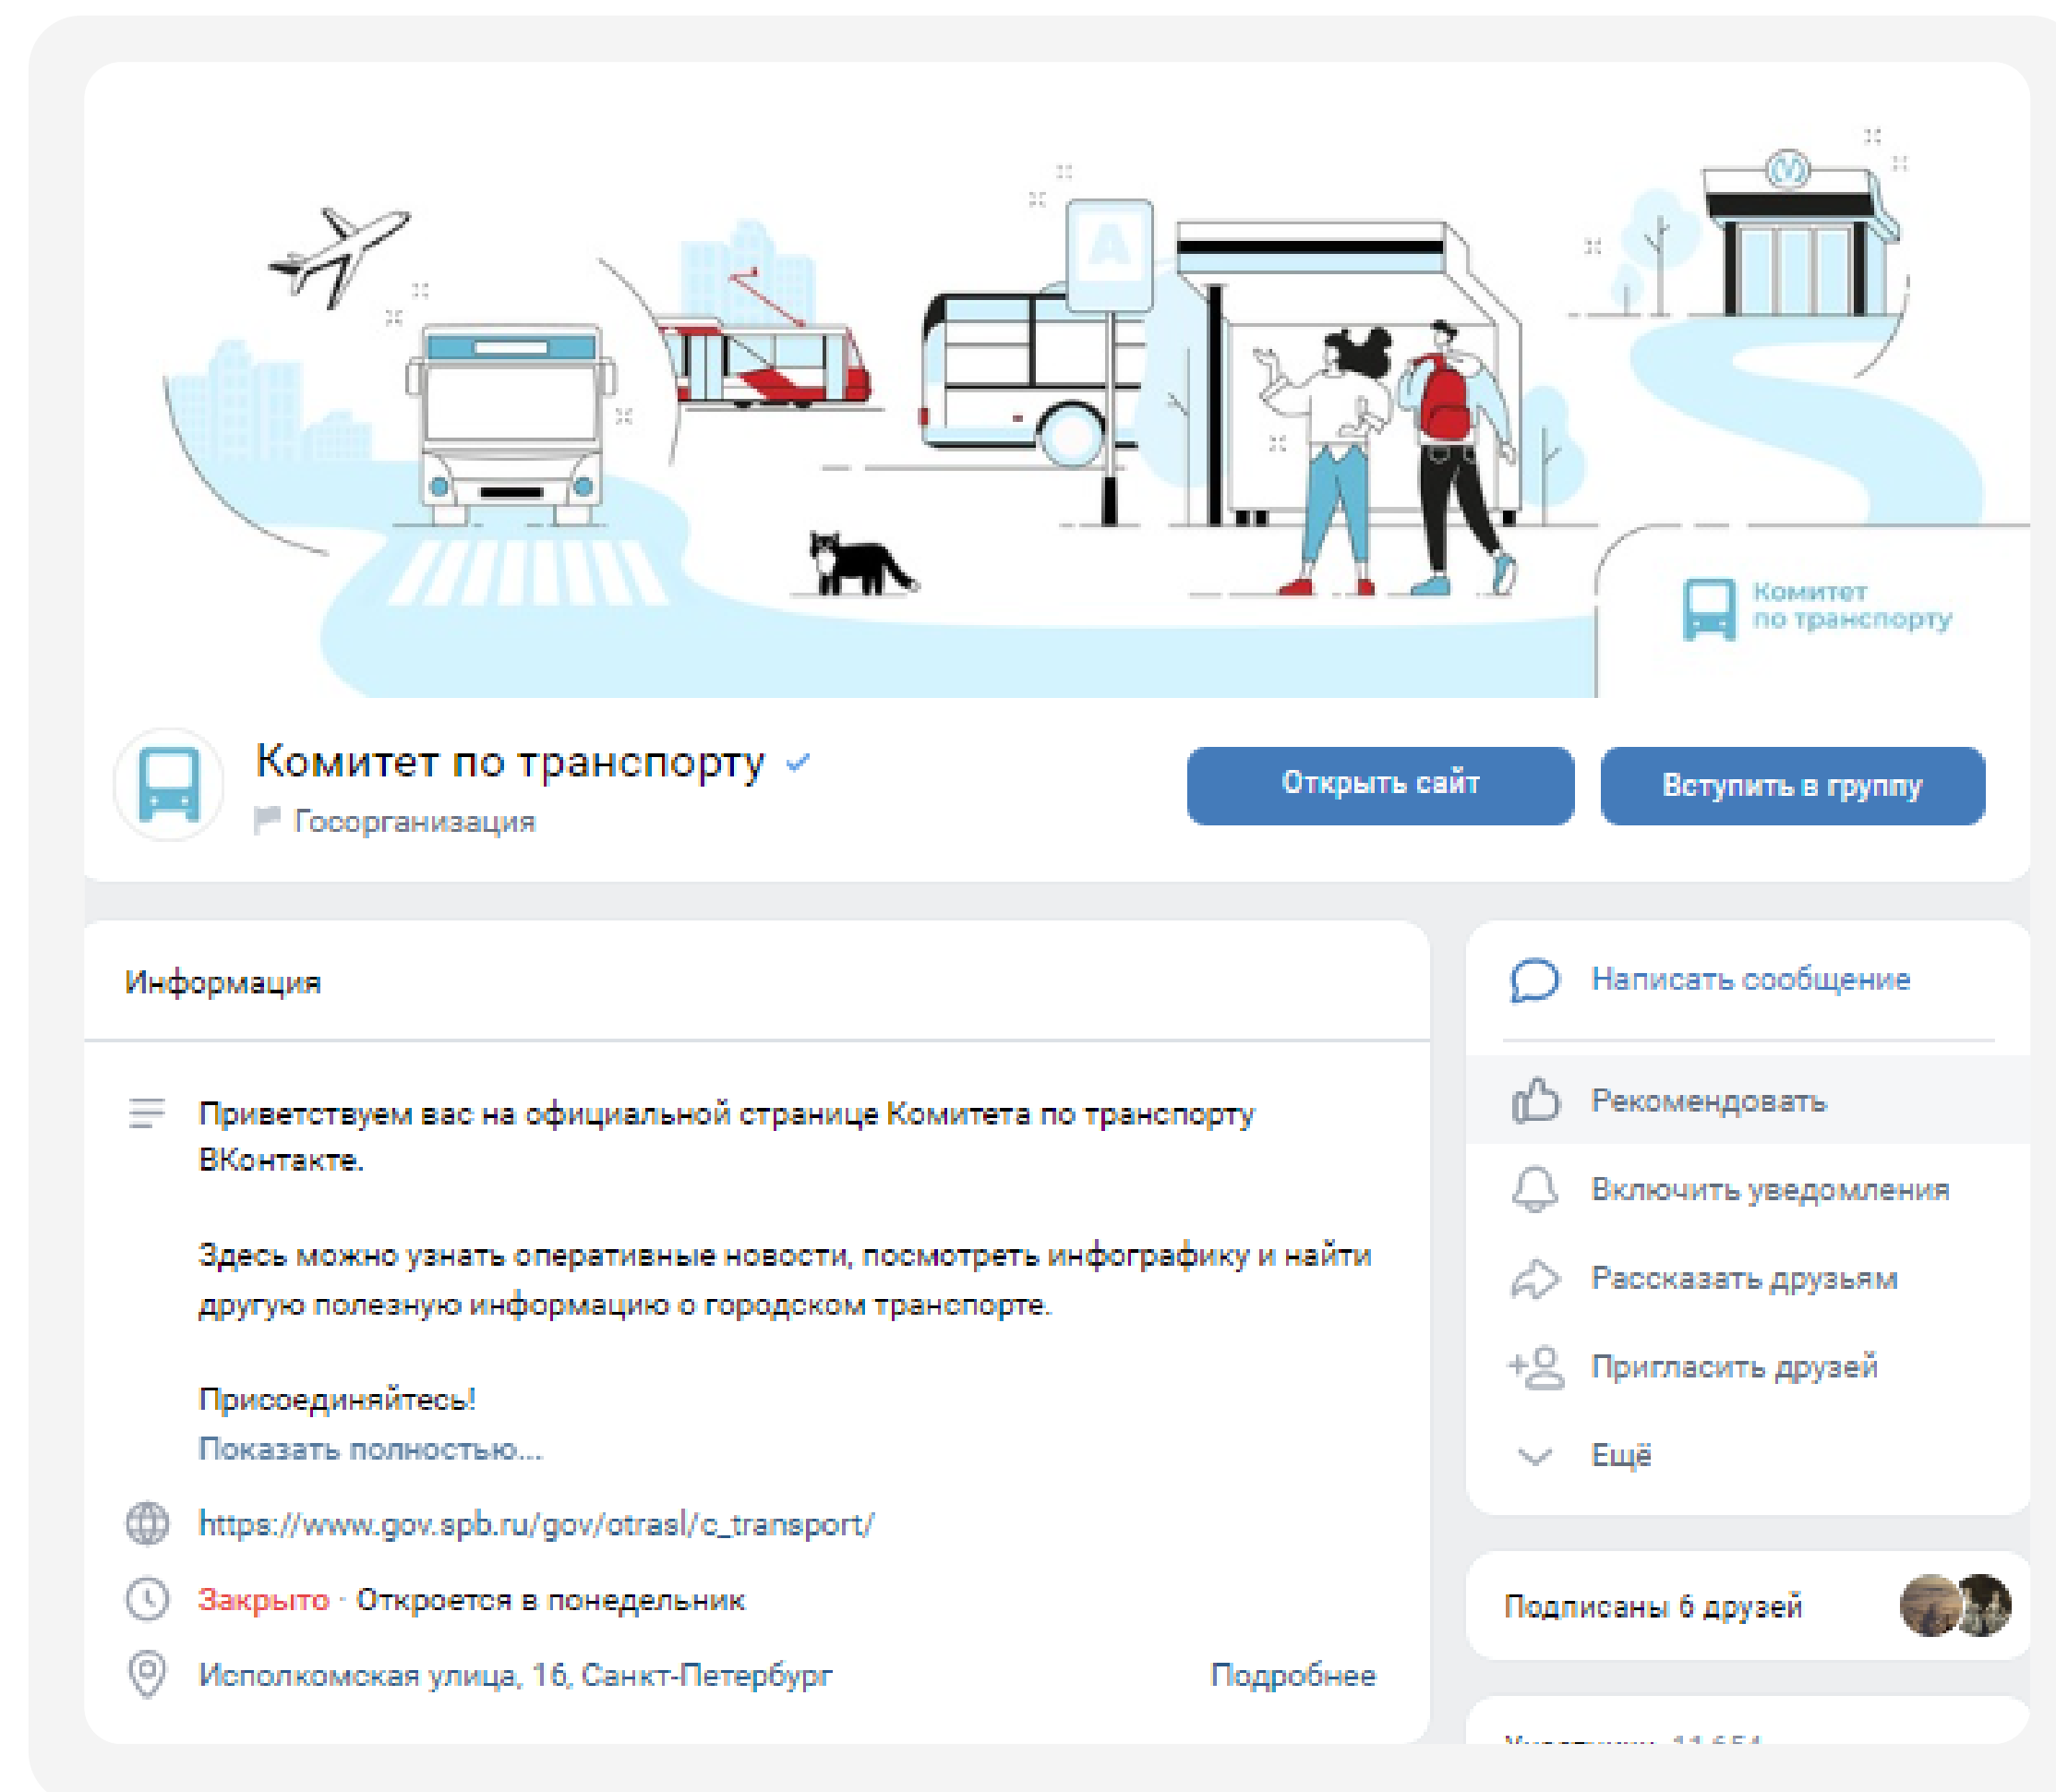 A
Комитет
по транспорту
Комитет по транспорту
Госорганизация
Открыть сайт
Вступить в группу
Информация
Приветствуем вас на официальной странице Комитета по транспорту
ВКонтакте.
Здесь можно узнать оперативные новости, посмотреть инфографику и найти
другую полезную информацию о городском транспорте.
Присоединяйтесь!
Показать полностью...
https://www.gov.spb.ru/gov/otrasl/c_transport/
Закрыто · Откроется в понедельник
Исполкомская улица, 16, Санкт-Петербург
Подробнее
Написать сообщение
Рекомендовать
Включить уведомления
Рассказать друзьям
Пригласить друзей
Ещё
Подписаны 6 друзей